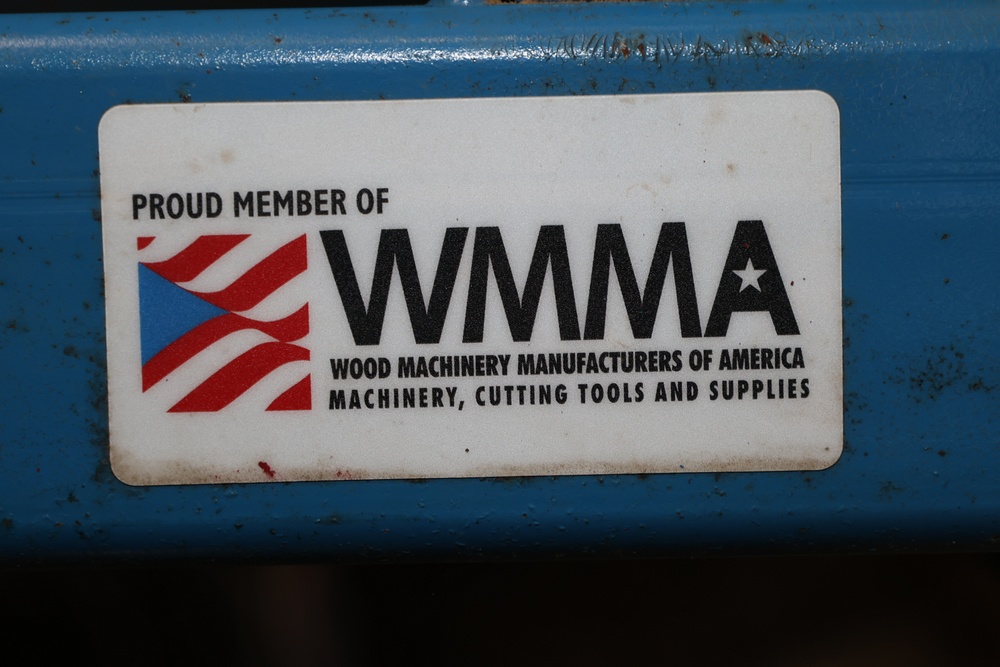 PROUD MEMBER OF
WMMA
WOOD MACHINERY MANUFACTURERS OF AMERICA
MACHINERY, CUTTING TOOLS AND SUPPLIES